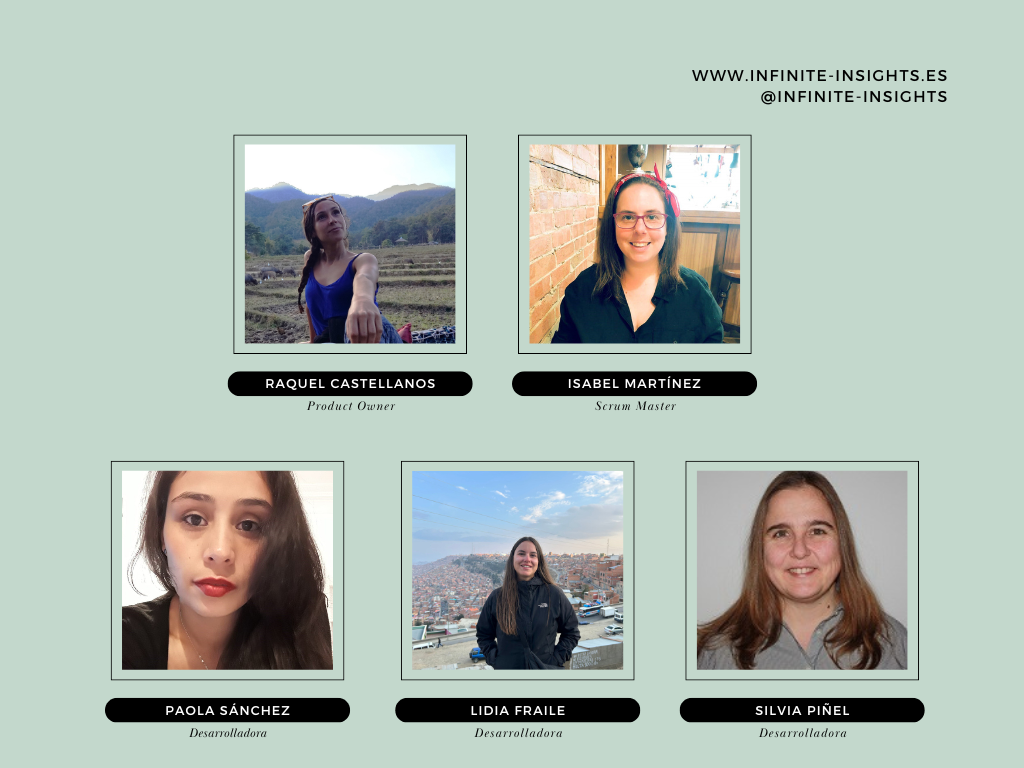 WWW.INFINITE-INSIGHTS.ES
@INFINITE-INSIGHTS
RAQUEL CASTELLANOS
Product Owner
ISABEL MARTÍNEZ
Scrum Master
PAOLA SÁNCHEZ
Desarrolladora
LIDIA FRAILE
Desarrolladora
SILVIA PIÑEL
Desarrolladora